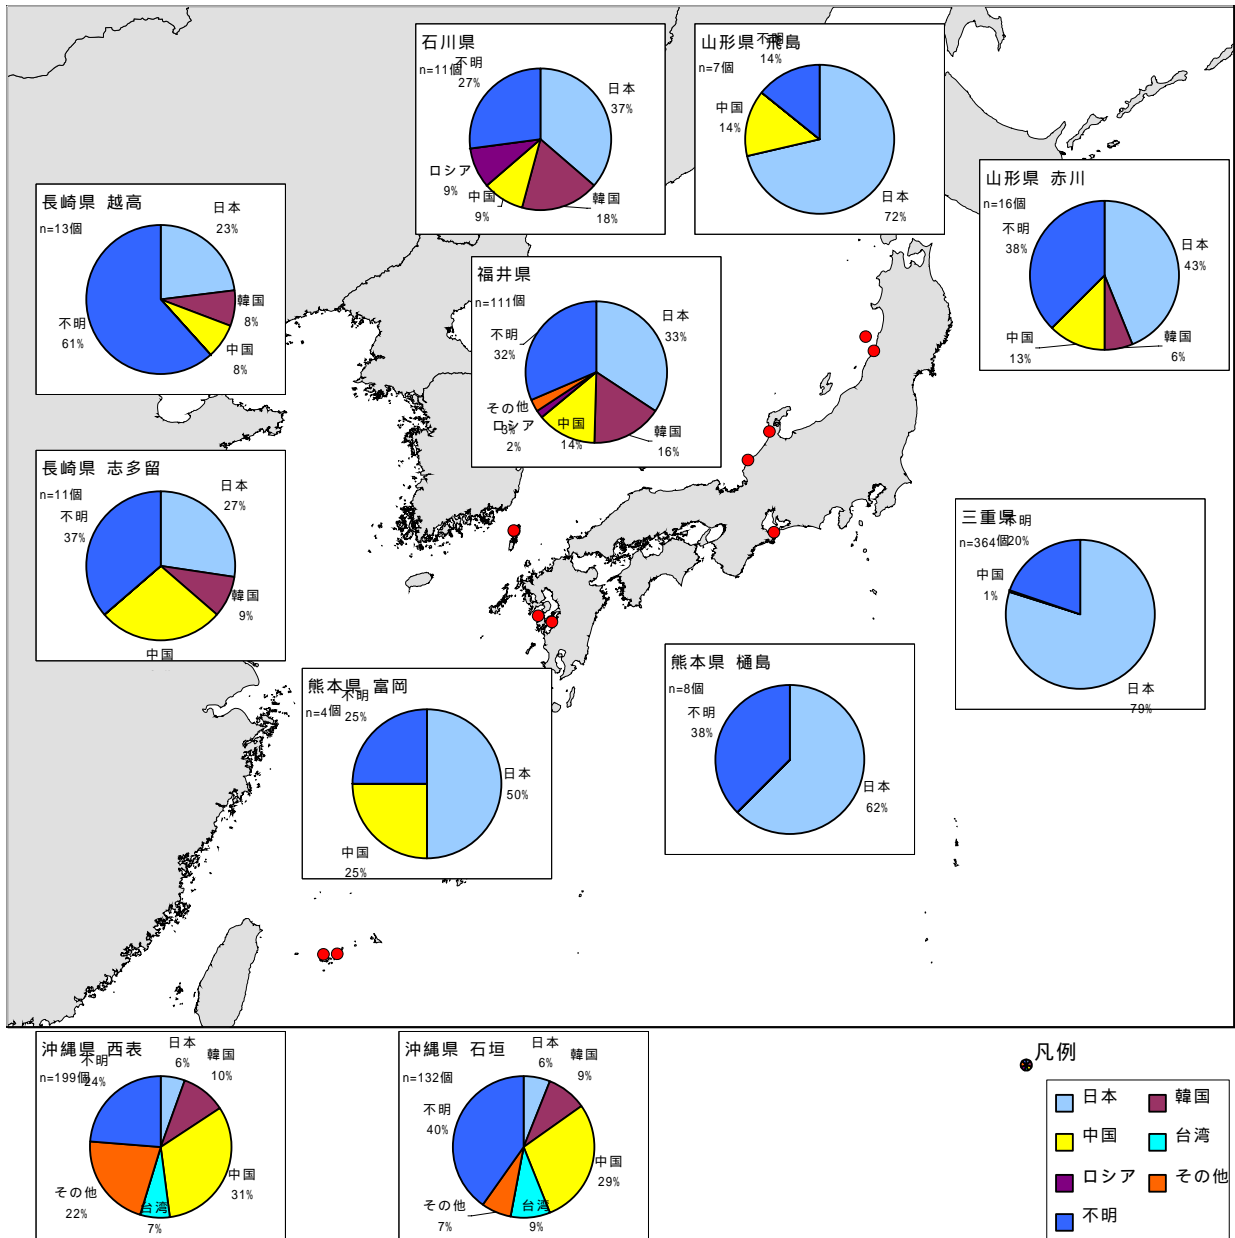 石川県
n=11個
不明
27%
日本
37%
ロシア
9%
中国
9%
韓国
18%
山形県 飛島
n=7個
不明
14%
中国
14%
日本
72%
山形県 赤川
n=16個
不明
38%
日本
43%
中国
13%
韓国
6%
長崎県 越高
n=13個
日本
23%
韓国
8%
中国
8%
不明
61%
福井県
n=111個
不明
32%
日本
33%
その他
3%
ロシア
2%
中国
14%
韓国
16%
長崎県 志多留
n=11個
不明
37%
日本
27%
韓国
9%
中国
三重県
n=364個
不明
20%
中国
1%
日本
79%
熊本県 富岡
n=4個
不明
25%
日本
50%
中国
25%
熊本県 樋島
n=8個
不明
38%
日本
62%
沖縄県 西表
n=199個
不明
24%
日本
6%
韓国
10%
中国
31%
台湾
7%
その他
22%
沖縄県 石垣
n=132個
日本
6%
韓国
9%
不明
40%
中国
29%
その他
7%
台湾
9%
凡例
日本
韓国
中国
台湾
ロシア
その他
不明